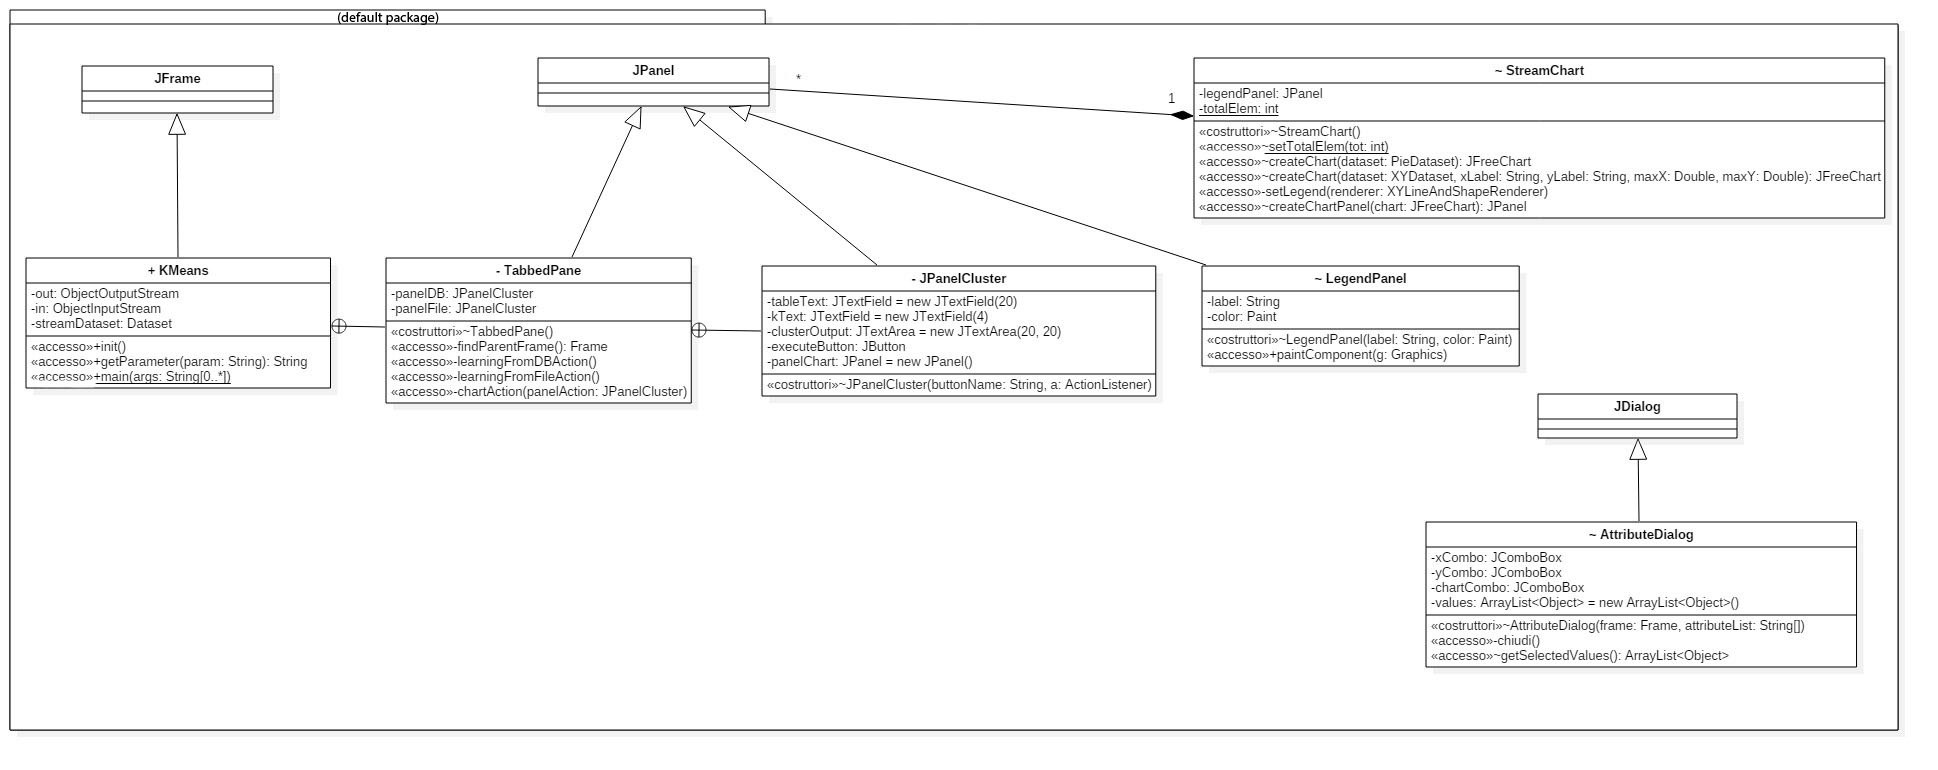 (default package)
JFrame
JPanel
*
1
~ StreamChart
-legendPanel: JPanel
-totalElem: int
«costruttori»~StreamChart()
«accesso»~setTotalElem(tot: int)
«accesso»~createChart(dataset: PieDataset): JFreeChart
«accesso»~createChart(dataset: XYDataset, xLabel: String, yLabel: String, maxX: Double, maxY: Double): JFreeChart
«accesso»-setLegend(renderer: XYLineAndShapeRenderer)
«accesso»~createChartPanel(chart: JFreeChart): JPanel
+ KMeans
-out: ObjectOutputStream
-in: ObjectInputStream
-streamDataset: Dataset
«accesso»+init()
«accesso»+getParameter(param: String): String
«accesso»+main(args: String[0..*])
- TabbedPane
-panelDB: JPanelCluster
-panelFile: JPanelCluster
«costruttori»~TabbedPane()
«accesso»-findParentFrame(): Frame
«accesso»-learningFromDBAction()
«accesso»-learningFromFileAction()
«accesso»-chartAction(panelAction: JPanelCluster)
- JPanelCluster
-tableText: JTextField = new JTextField(20)
-kText: JTextField = new JTextField(4)
-clusterOutput: JTextArea = new JTextArea(20, 20)
-executeButton: JButton
-panelChart: JPanel = new JPanel()
«costruttori»~JPanelCluster(buttonName: String, a: ActionListener)
~ LegendPanel
-label: String
-color: Paint
«costruttori»~LegendPanel(label: String, color: Paint)
«accesso»+paintComponent(g: Graphics)
JDialog
~ AttributeDialog
-xCombo: JComboBox
-yCombo: JComboBox
-chartCombo: JComboBox
-values: ArrayList<Object> = new ArrayList<Object>()
«costruttori»~AttributeDialog(frame: Frame, attributeList: String[])
«accesso»-chiudi()
«accesso»~getSelectedValues(): ArrayList<Object>